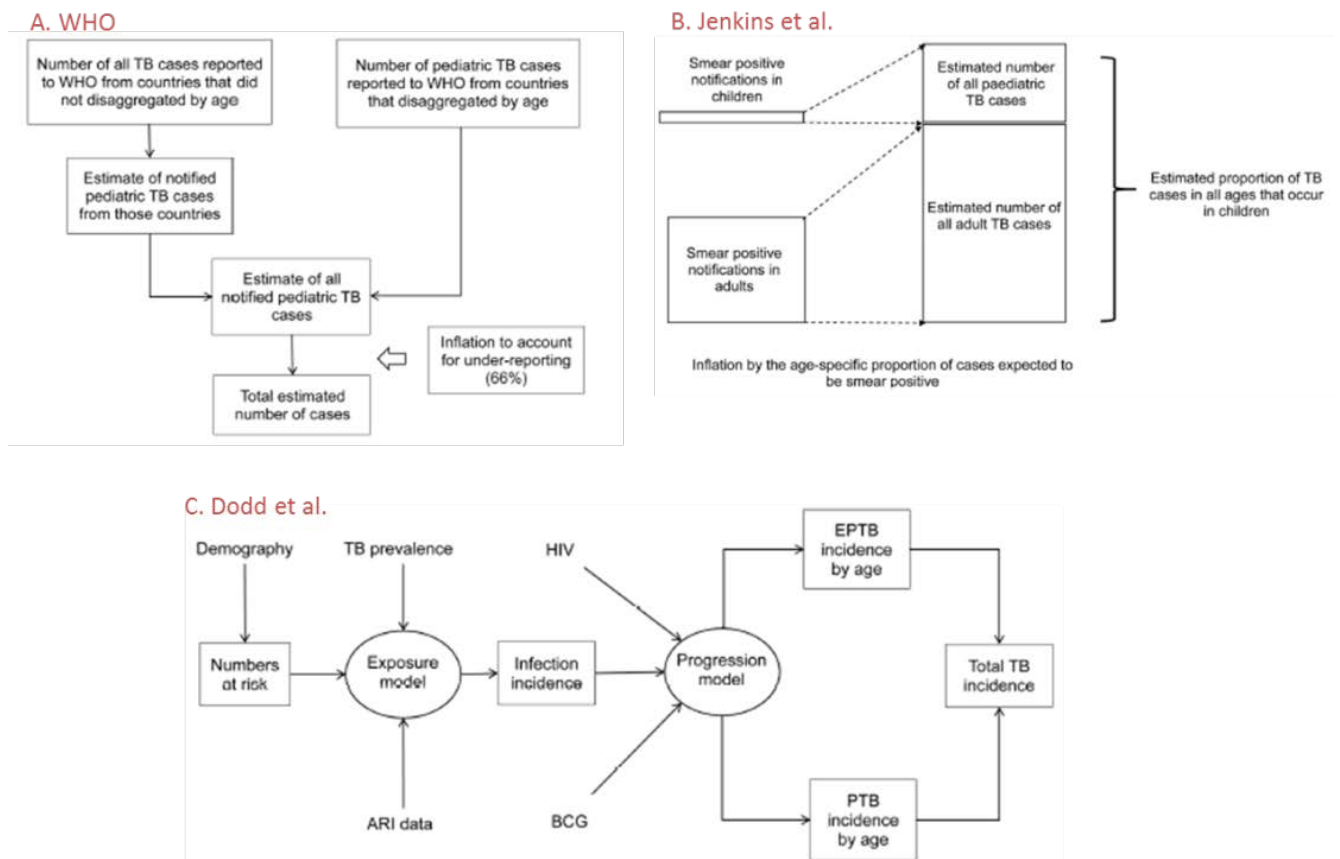 A. WHO
Number of all TB cases reported
to WHO from countries that did
not disaggregated by age
Number of pediatric TB cases
reported to WHO from countries
that disaggregated by age
Estimate of notified
pediatric TB cases
from those countries
Estimate of all
notified pediatric TB
cases
Inflation to account
for under-reporting
(66%)
Total estimated
number of cases
B. Jenkins et al.
Smear positive
notifications in
children
Estimated number
of all paediatric
TB cases
Smear positive
notifications in
adults
Estimated number of
all adult TB cases
Estimated proportion of TB
cases in all ages that occur
in children
Inflation by the age-specific proportion of cases expected to
be smear positive
C. Dodd et al.
Demography
TB prevalence
HIV
EPTB
incidence
by age
Numbers
at risk
Exposure
model
Infection
incidence
Progression
model
Total TB
incidence
ARI data
BCG
PTB
incidence
by age